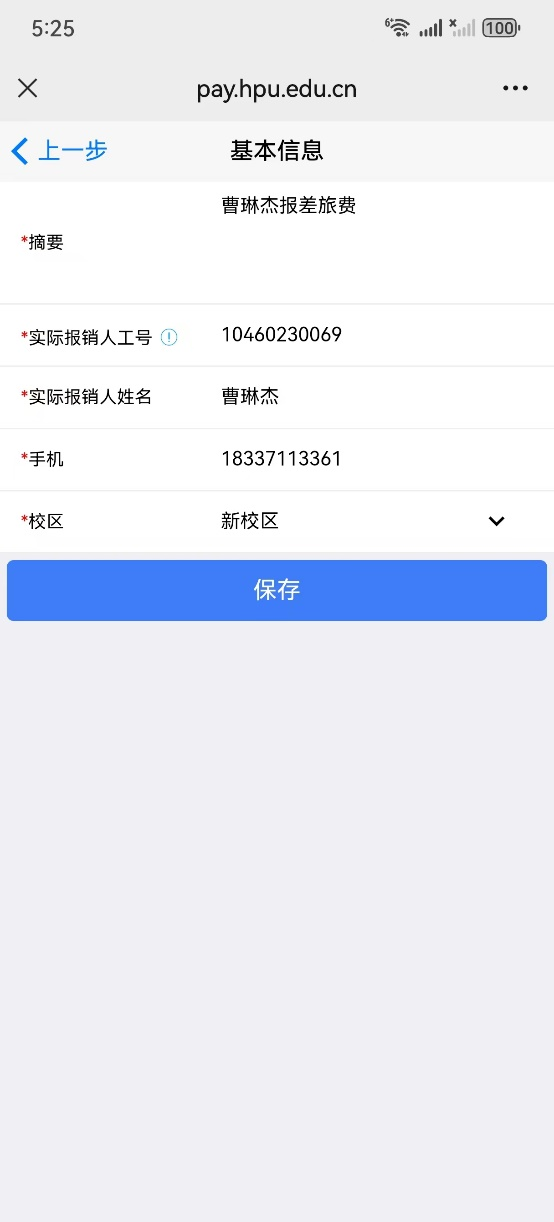 5:25
6 100
pay.hpu.edu.cn
上一步
基本信息
曹琳杰报差旅费
*摘要
*实际报销人工号 10460230069
*实际报销人姓名 曹琳杰
*手机 18337113361
*校区 新校区
保存